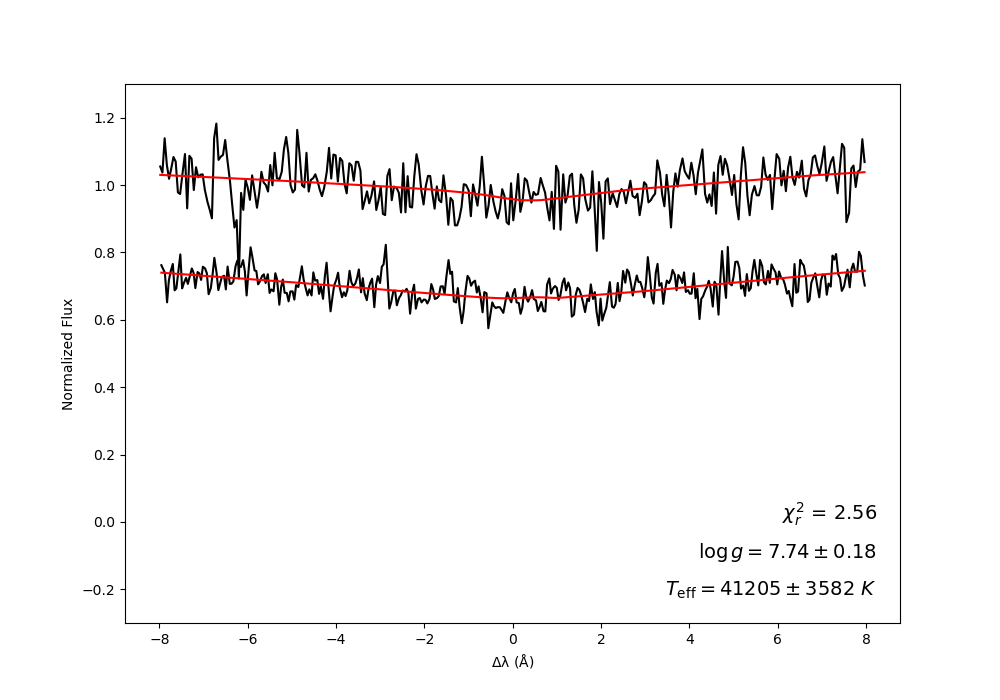 1.2
1.0
0.8
0.6
0.4
0.2
0.0
−0.2
Normalized Flux
χ²ᵣ = 2.56
log g = 7.74 ± 0.18
T_eff = 41205 ± 3582 K
−8 −6 −4 −2 0 2 4 6 8
Δλ (Å)